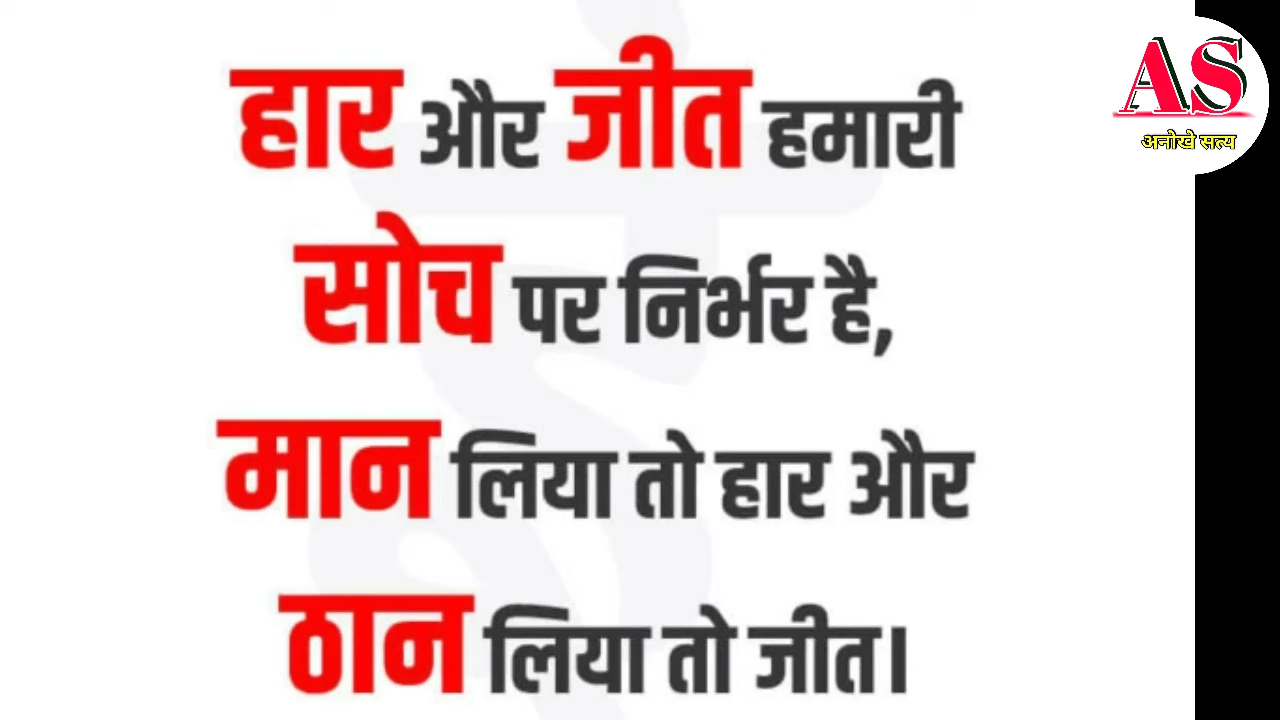 हार और जीत हमारी
सोच पर निर्भर है,
मान लिया तो हार और
ठान लिया तो जीत।
AS
अनोखे सत्य